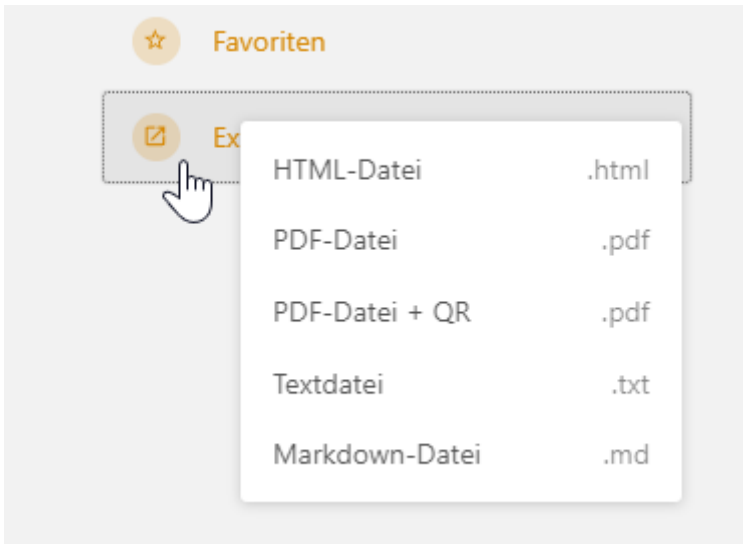 Favoriten
Ex
HTML-Datei .html
PDF-Datei .pdf
PDF-Datei + QR .pdf
Textdatei .txt
Markdown-Datei .md